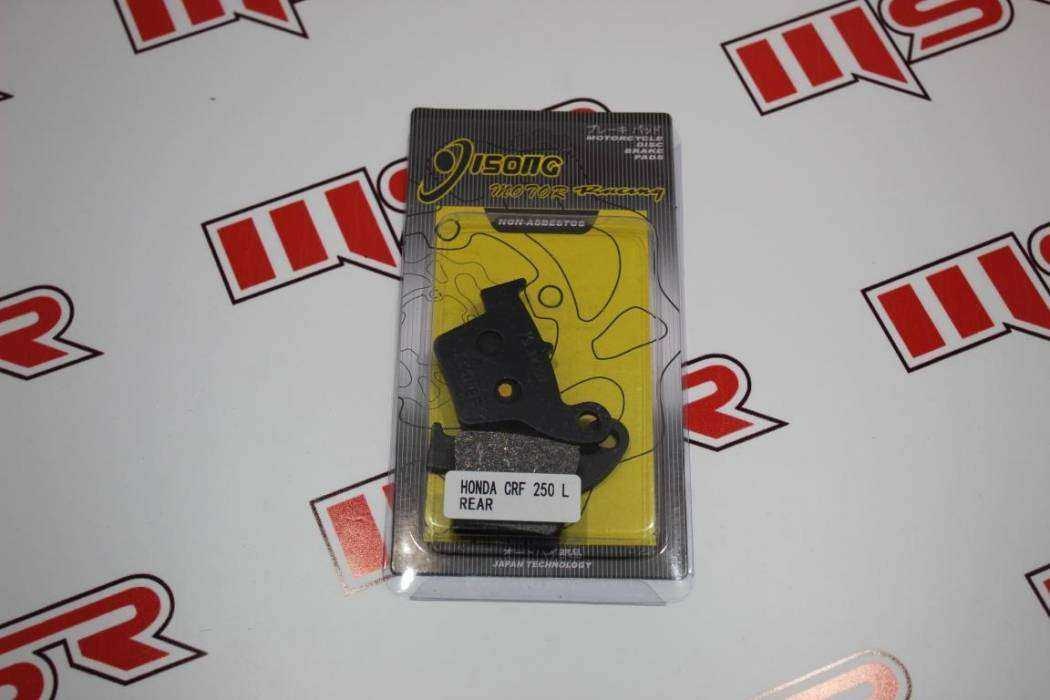 ブレーキ パッド
MOTORCYCLE
DISC
BRAKE
PADS
JISONG
MOTOR Racing
NON-ASBESTOS
HONDA CRF 250 L
REAR
JAPAN TECHNOLOGY